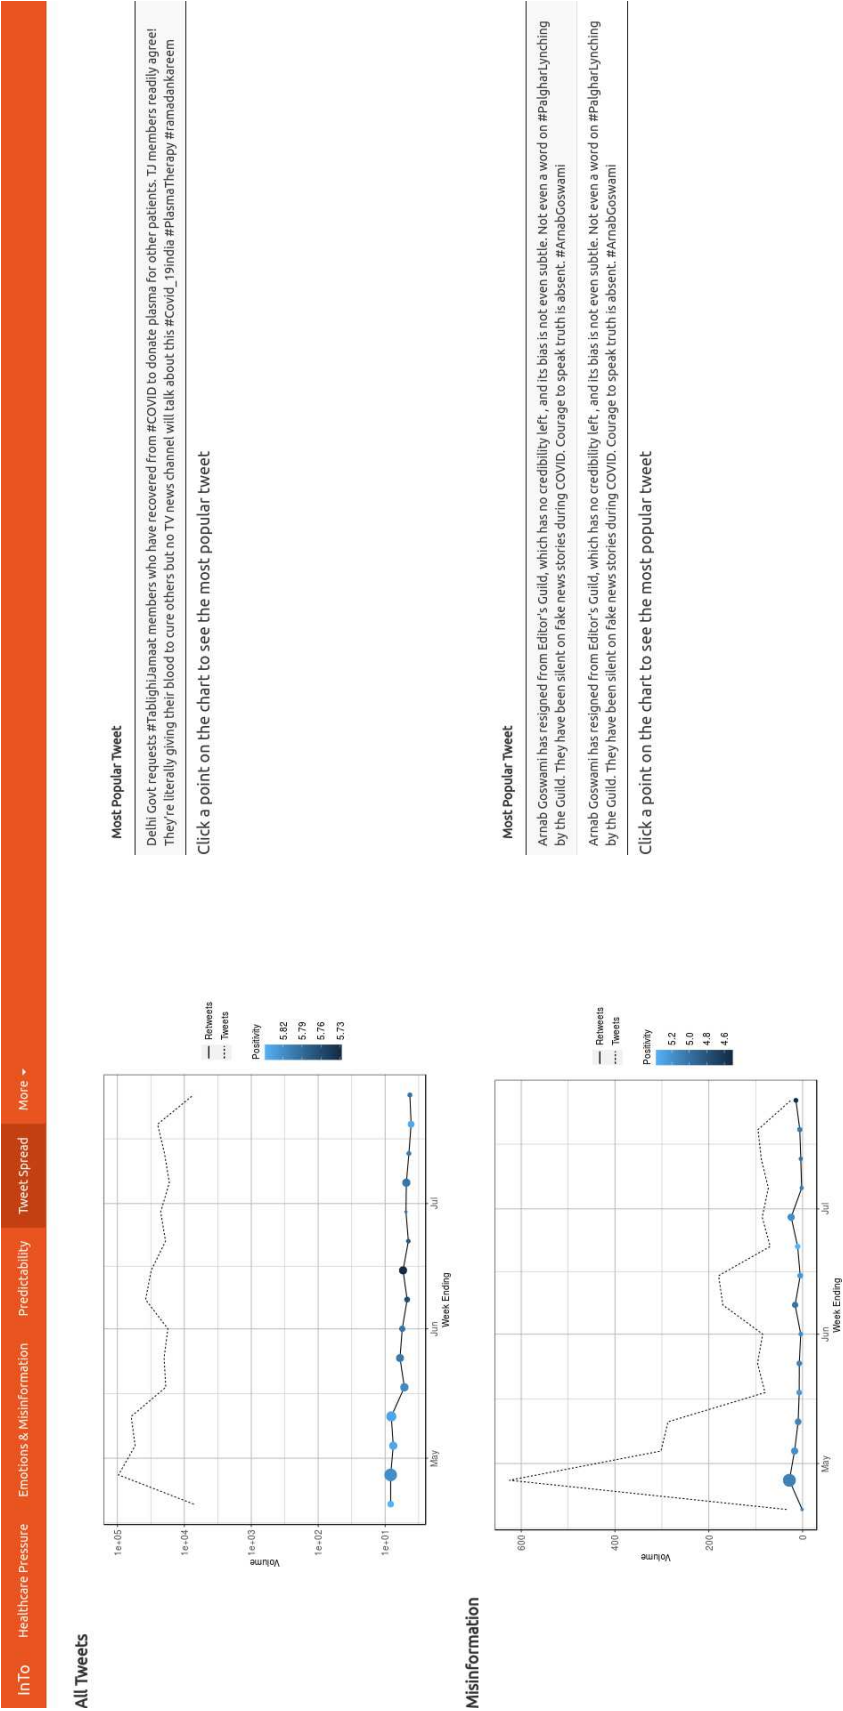 InTo Healthcare Pressure Emotions & Misinformation Predictability Tweet Spread More
All Tweets
1e+05
1e+04
1e+03
1e+02
1e+01
Volume
May Jun Jul
Week Ending
Retweets
Tweets
Positivity
5.82
5.79
5.76
5.73
Most Popular Tweet
Delhi Govt requests #TablighiJamaat members who have recovered from #COVID to donate plasma for other patients. TJ members readily agree!
They're literally giving their blood to cure others but no TV news channel will talk about this #Covid_19india #PlasmaTherapy #ramadankareem
Click a point on the chart to see the most popular tweet
Misinformation
600
400
200
0
Volume
May Jun Jul
Week Ending
Retweets
Tweets
Positivity
5.2
5.0
4.8
4.6
Most Popular Tweet
Arnab Goswami has resigned from Editor's Guild, which has no credibility left , and its bias is not even subtle. Not even a word on #PalgharLynching
by the Guild. They have been silent on fake news stories during COVID. Courage to speak truth is absent. #ArnabGoswami
Arnab Goswami has resigned from Editor's Guild, which has no credibility left , and its bias is not even subtle. Not even a word on #PalgharLynching
by the Guild. They have been silent on fake news stories during COVID. Courage to speak truth is absent. #ArnabGoswami
Click a point on the chart to see the most popular tweet